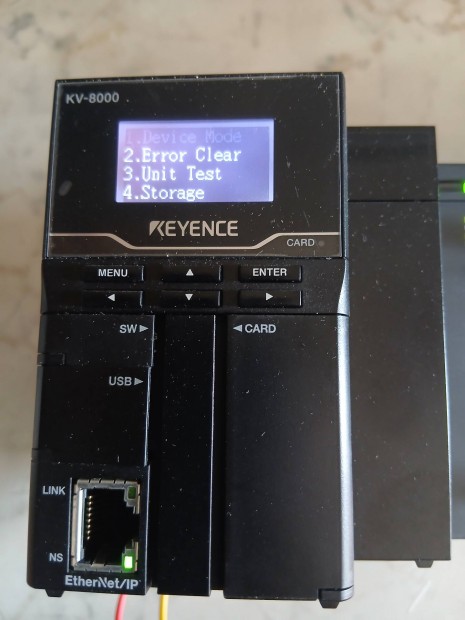 KV-8000
1.Device Mode
2.Error Clear
3.Unit Test
4.Storage
KEYENCE
CARD
MENU ▲ ENTER
◀ ▼ ▶
SW▶
◀CARD
USB▶
LINK
NS
EtherNet/IP